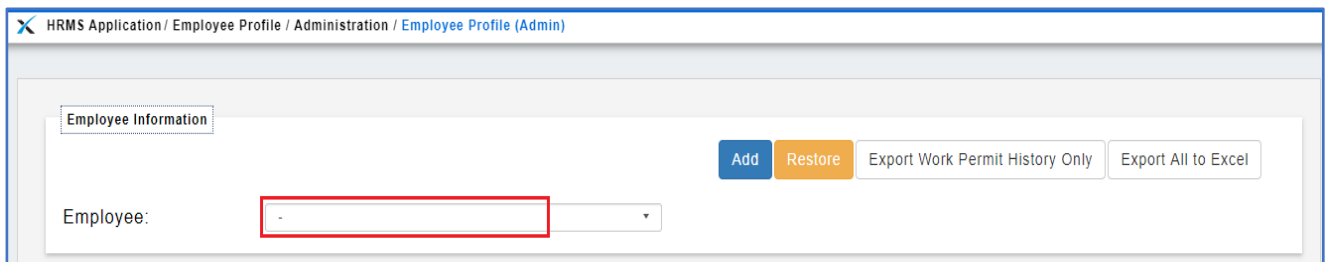 HRMS Application / Employee Profile / Administration / Employee Profile (Admin)
Employee Information
Add Restore Export Work Permit History Only Export All to Excel
Employee: -